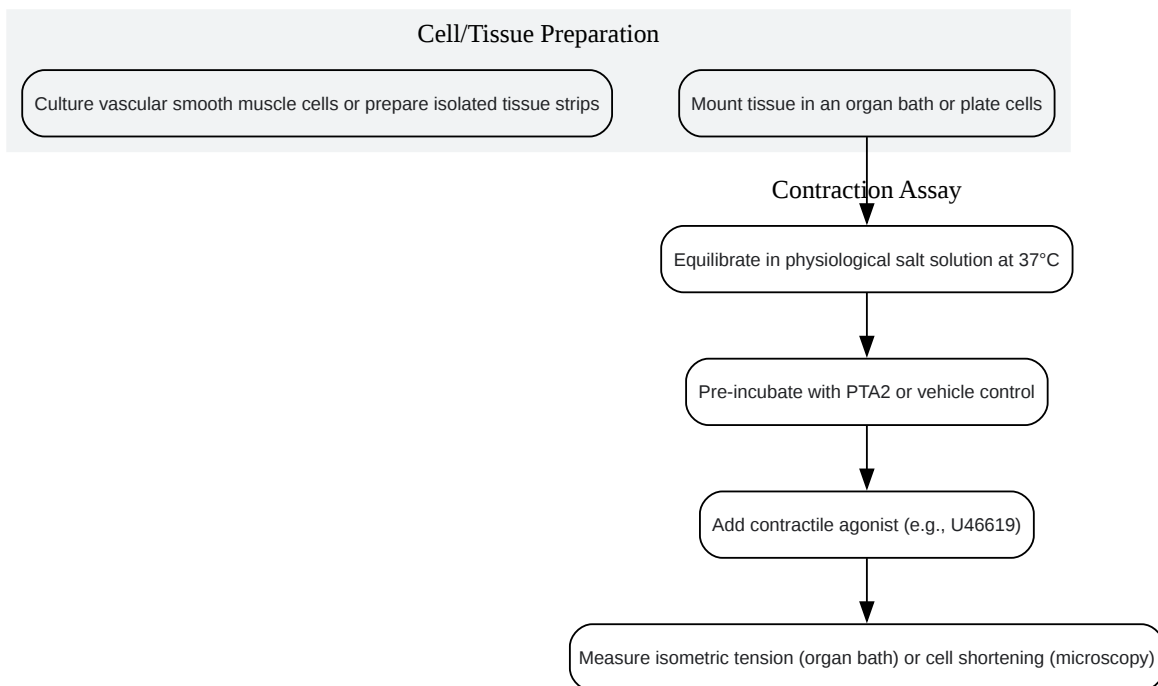 Cell/Tissue Preparation
Culture vascular smooth muscle cells or prepare isolated tissue strips
Mount tissue in an organ bath or plate cells
Contraction Assay
Equilibrate in physiological salt solution at 37°C
Pre-incubate with PTA2 or vehicle control
Add contractile agonist (e.g., U46619)
Measure isometric tension (organ bath) or cell shortening (microscopy)